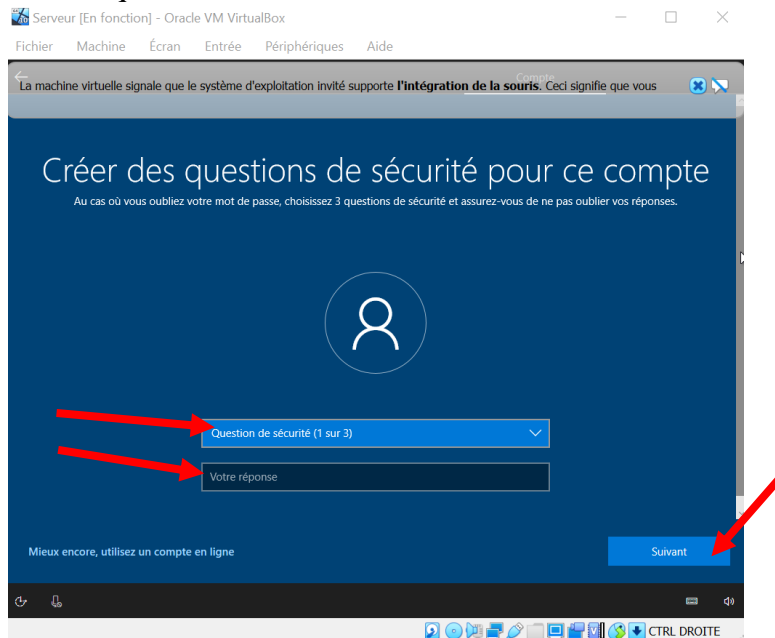 Serveur [En fonction] - Oracle VM VirtualBox
Fichier Machine Écran Entrée Périphériques Aide
Compte
La machine virtuelle signale que le système d'exploitation invité supporte l'intégration de la souris. Ceci signifie que vous
Créer des questions de sécurité pour ce compte
Au cas où vous oubliez votre mot de passe, choisissez 3 questions de sécurité et assurez-vous de ne pas oublier vos réponses.
Question de sécurité (1 sur 3)
Votre réponse
Mieux encore, utilisez un compte en ligne
Suivant
CTRL DROITE